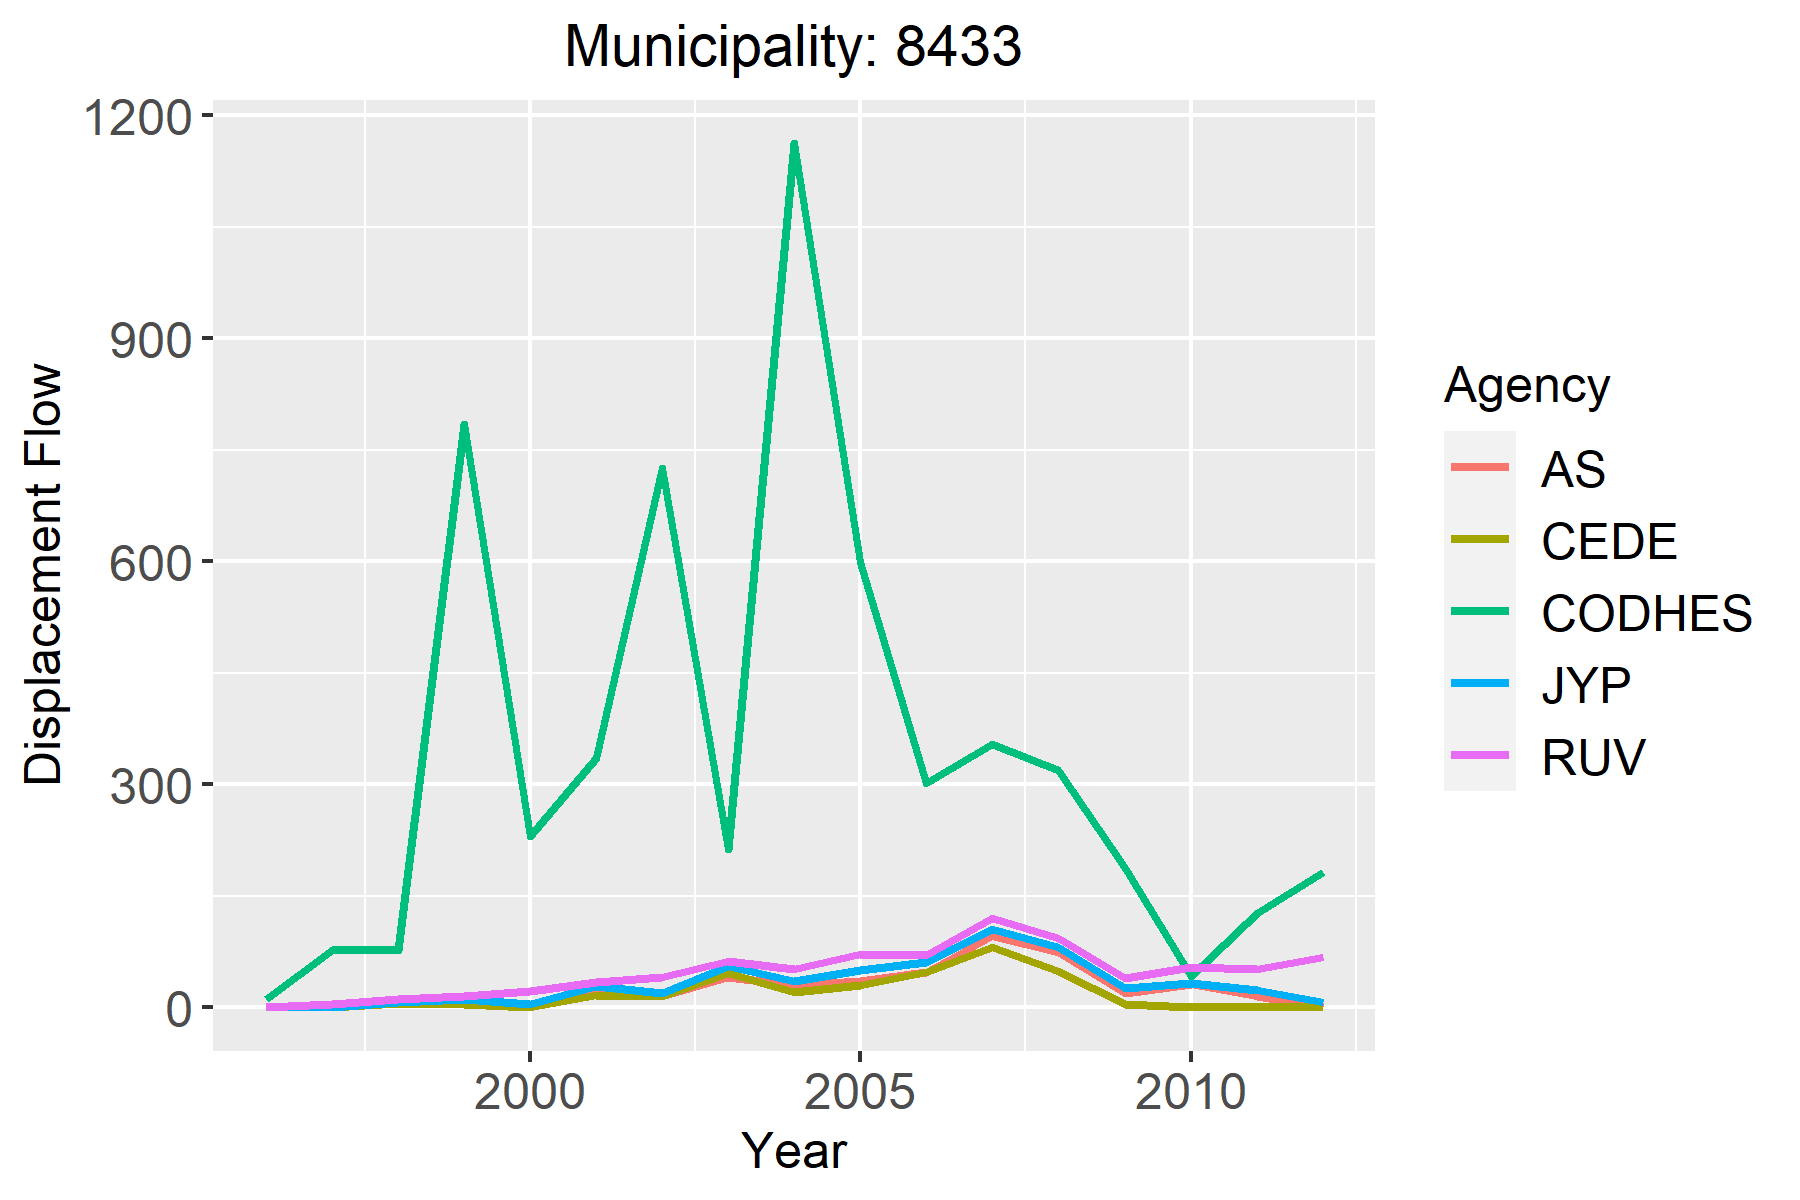 Municipality: 8433
1200
900
600
300
0
Displacement Flow
2000 2005 2010
Year
Agency
AS
CEDE
CODHES
JYP
RUV